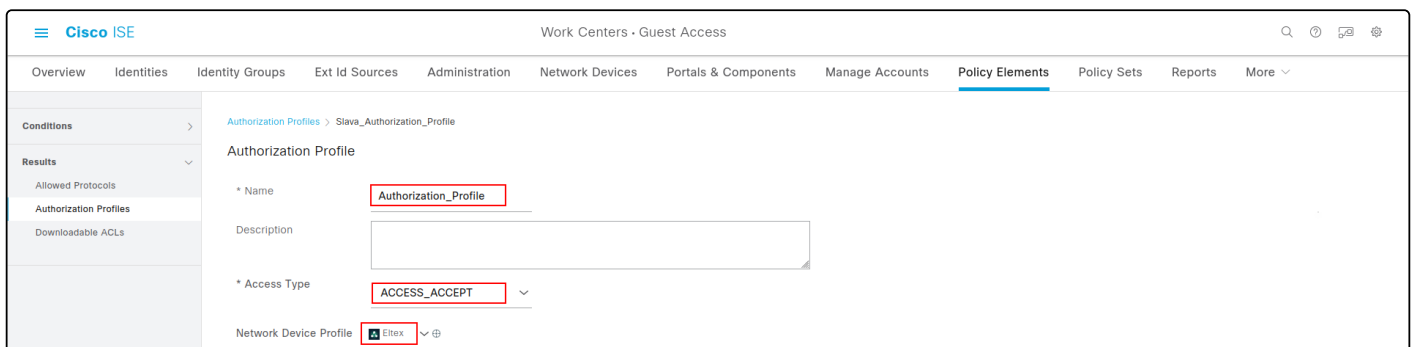 Cisco ISE
Work Centers · Guest Access
Overview Identities Identity Groups Ext Id Sources Administration Network Devices Portals & Components Manage Accounts Policy Elements Policy Sets Reports More
Conditions
Results
Allowed Protocols
Authorization Profiles
Downloadable ACLs
Authorization Profiles > Slava_Authorization_Profile
Authorization Profile
* Name Authorization_Profile
Description
* Access Type ACCESS_ACCEPT
Network Device Profile Eltex